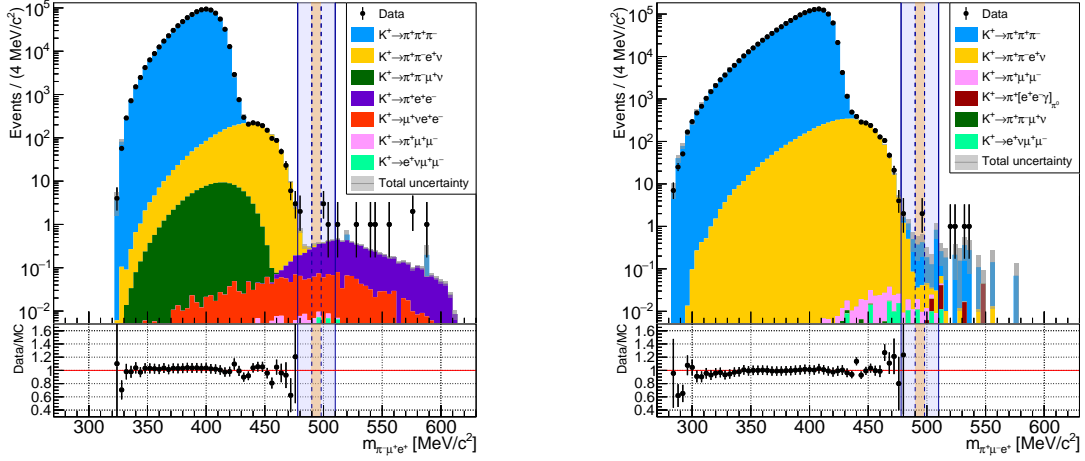 Events / (4 MeV/c²)
10⁵
10⁴
10³
10²
10
1
10⁻¹
10⁻²
Data
K⁺→π⁺π⁺π⁻
K⁺→π⁺π⁻e⁺ν
K⁺→π⁺π⁻μ⁺ν
K⁺→π⁺e⁺e⁻
K⁺→μ⁺νe⁺e⁻
K⁺→π⁺μ⁺μ⁻
K⁺→e⁺νμ⁺μ⁻
Total uncertainty
Data/MC
1.6
1.4
1.2
1
0.8
0.6
0.4
300 350 400 450 500 550 600
m_π⁻μ⁺e⁺ [MeV/c²]
Events / (4 MeV/c²)
10⁵
10⁴
10³
10²
10
1
10⁻¹
10⁻²
Data
K⁺→π⁺π⁺π⁻
K⁺→π⁺π⁻e⁺ν
K⁺→π⁺μ⁺μ⁻
K⁺→π⁺[e⁺e⁻γ]_π⁰
K⁺→π⁺π⁻μ⁺ν
K⁺→e⁺νμ⁺μ⁻
Total uncertainty
Data/MC
1.6
1.4
1.2
1
0.8
0.6
0.4
300 350 400 450 500 550 600
m_π⁺μ⁻e⁺ [MeV/c²]